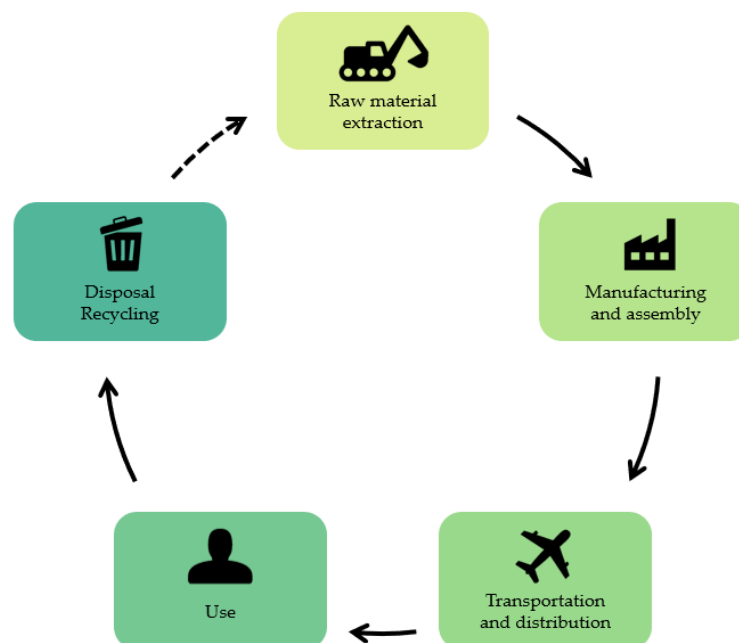 Raw material
extraction
Manufacturing
and assembly
Transportation
and distribution
Use
Disposal
Recycling